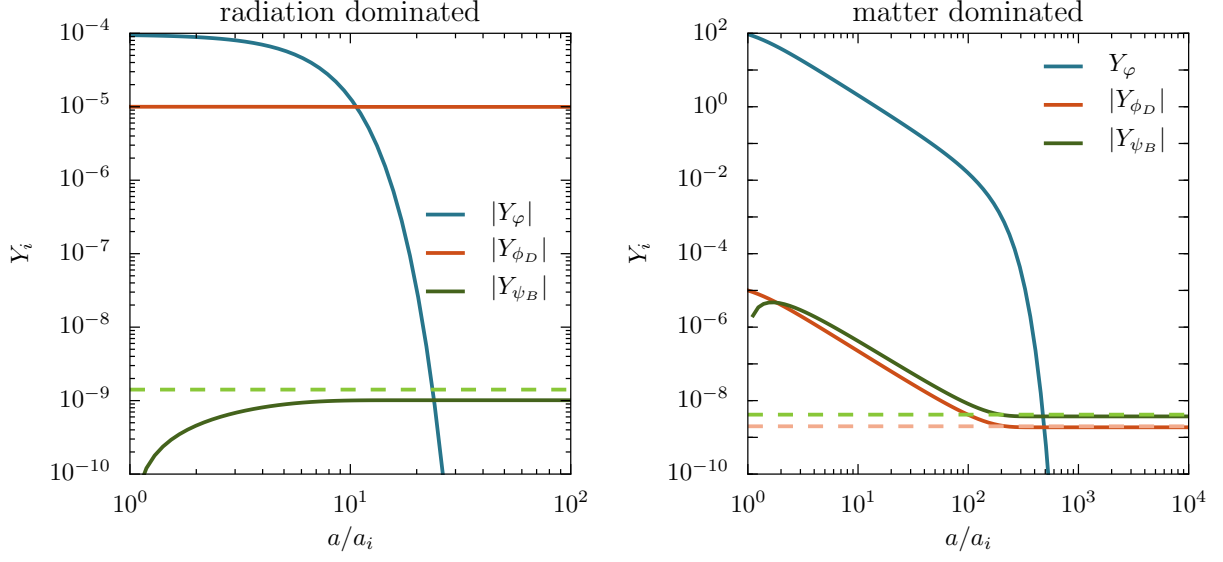 radiation dominated
10^{-4}
10^{-5}
10^{-6}
10^{-7}
10^{-8}
10^{-9}
10^{-10}
Y_i
|Y_φ|
|Y_{ϕ_D}|
|Y_{ψ_B}|
10^0
10^1
10^2
a/a_i
matter dominated
10^2
10^0
10^{-2}
10^{-4}
10^{-6}
10^{-8}
10^{-10}
Y_i
Y_φ
|Y_{ϕ_D}|
|Y_{ψ_B}|
10^0
10^1
10^2
10^3
10^4
a/a_i